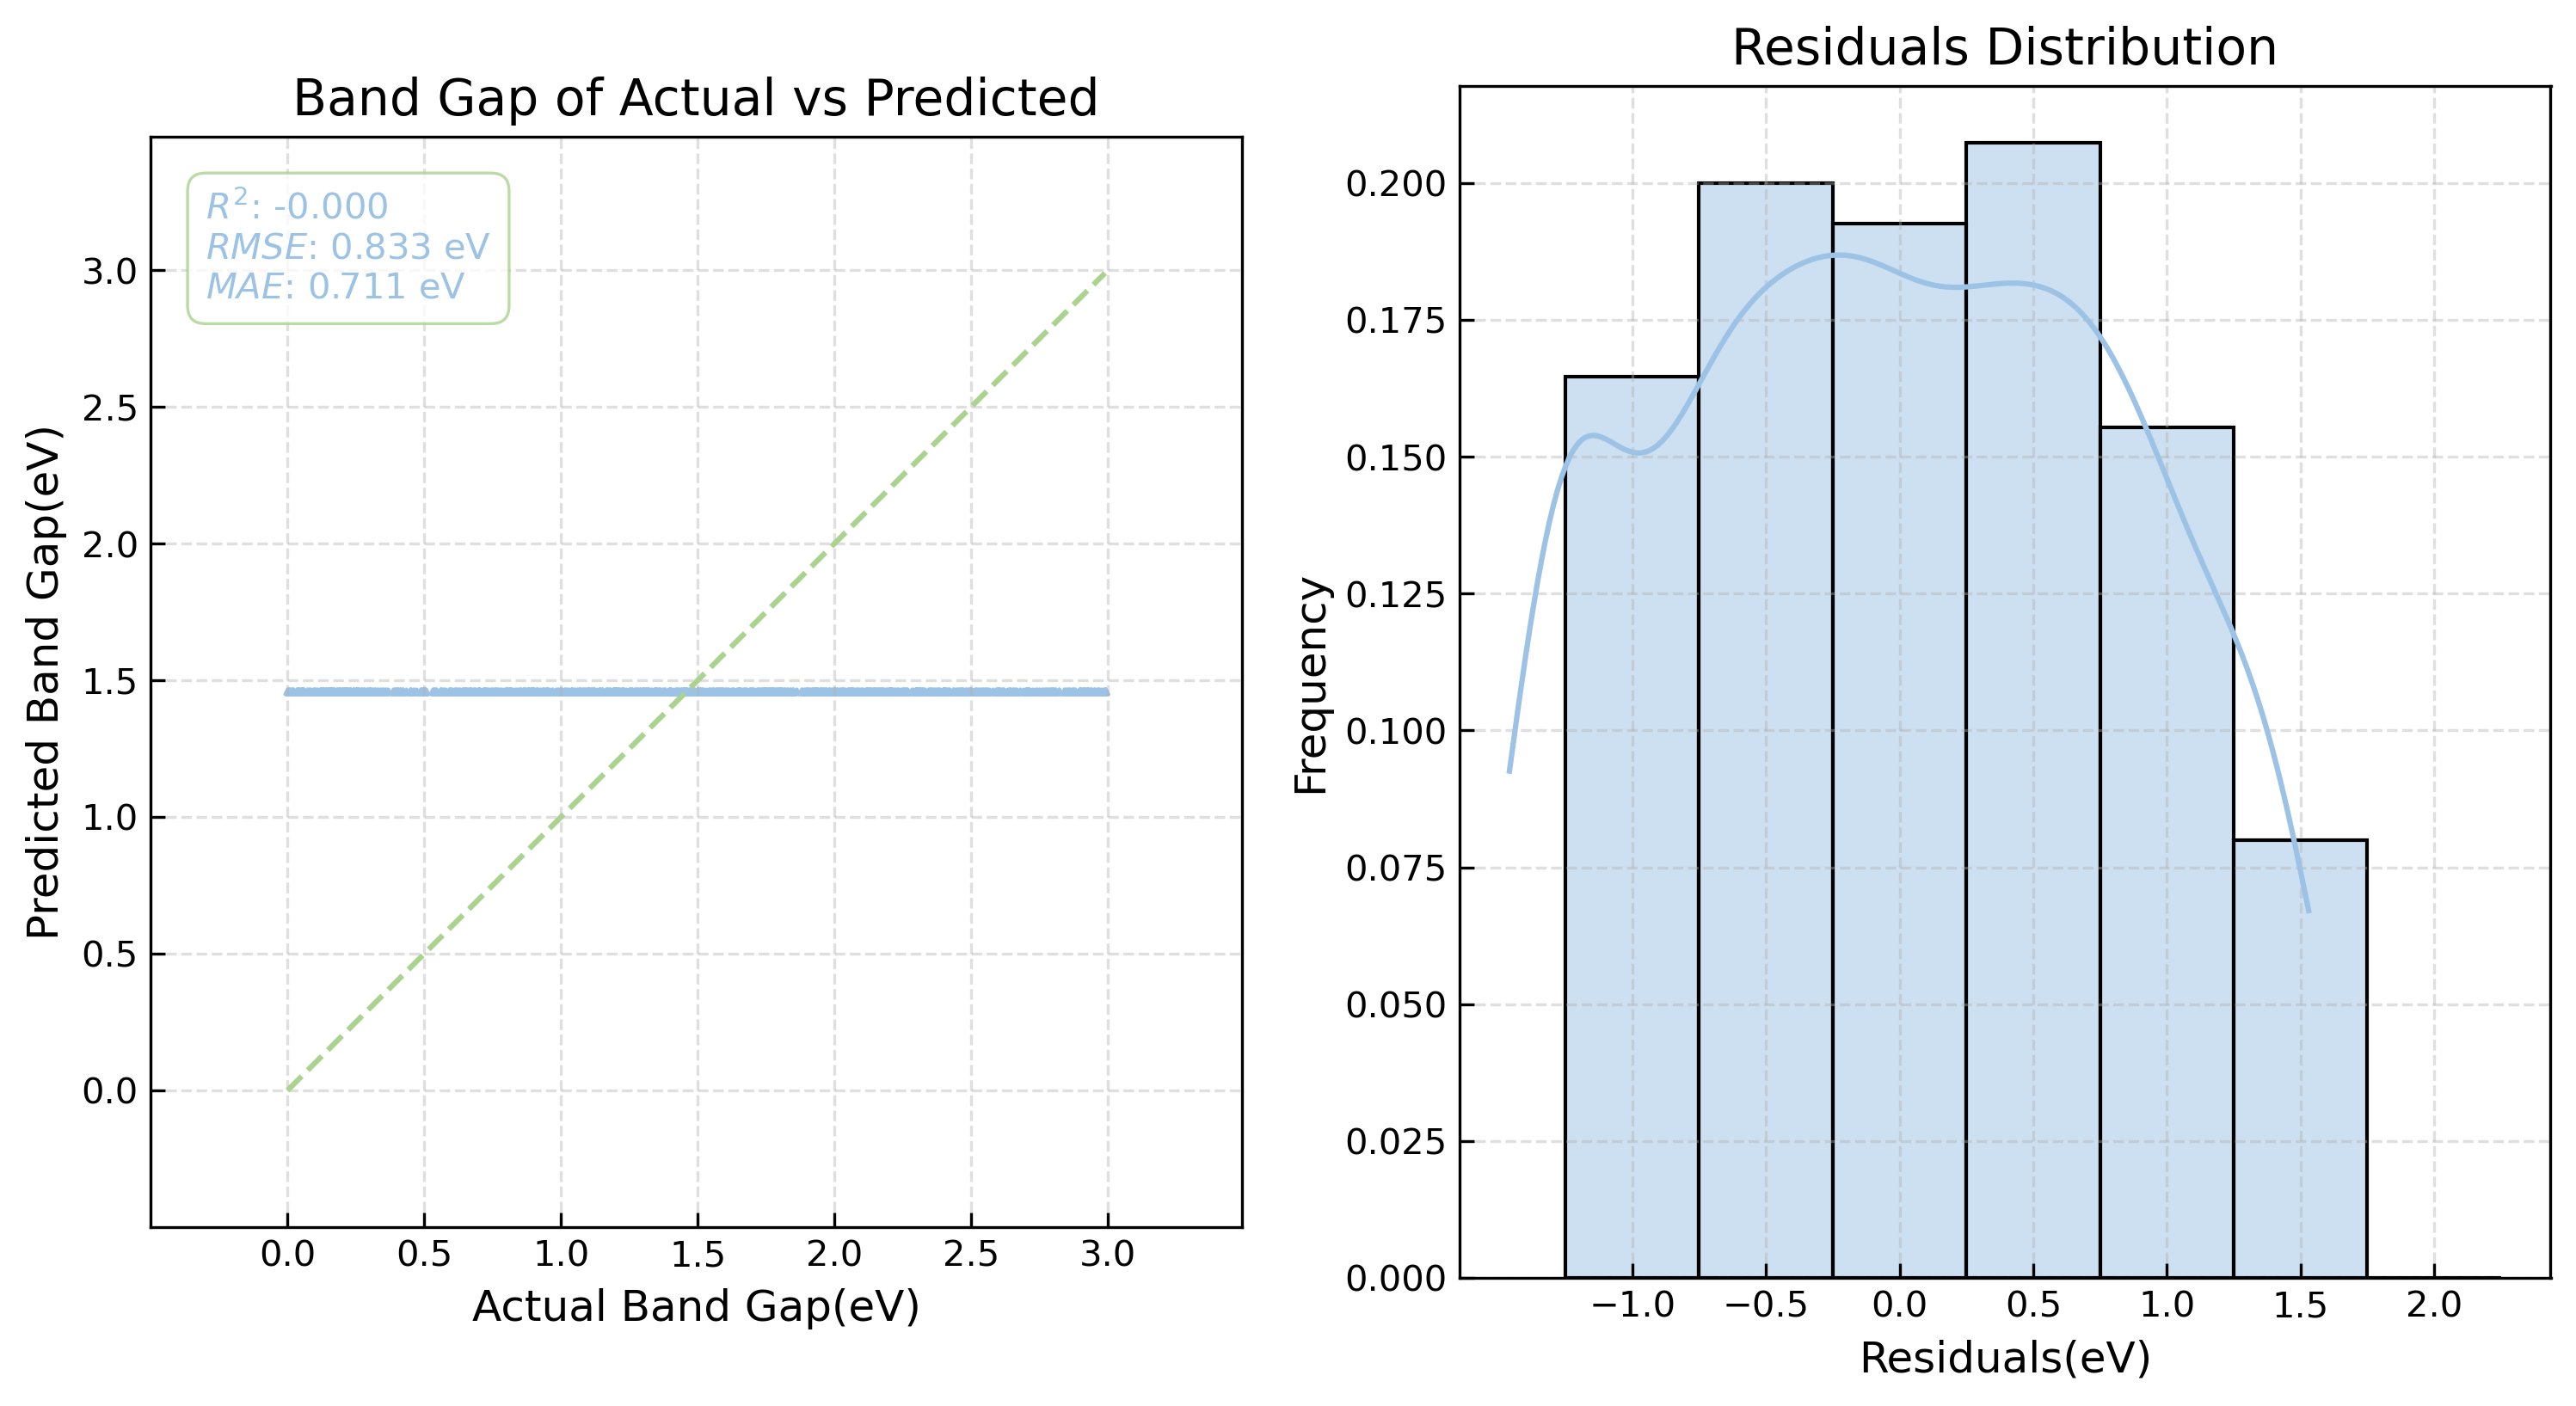 Band Gap of Actual vs Predicted
R²: -0.000
RMSE: 0.833 eV
MAE: 0.711 eV
Predicted Band Gap(eV)
3.0
2.5
2.0
1.5
1.0
0.5
0.0
0.0 0.5 1.0 1.5 2.0 2.5 3.0
Actual Band Gap(eV)
Residuals Distribution
Frequency
0.200
0.175
0.150
0.125
0.100
0.075
0.050
0.025
0.000
−1.0 −0.5 0.0 0.5 1.0 1.5 2.0
Residuals(eV)